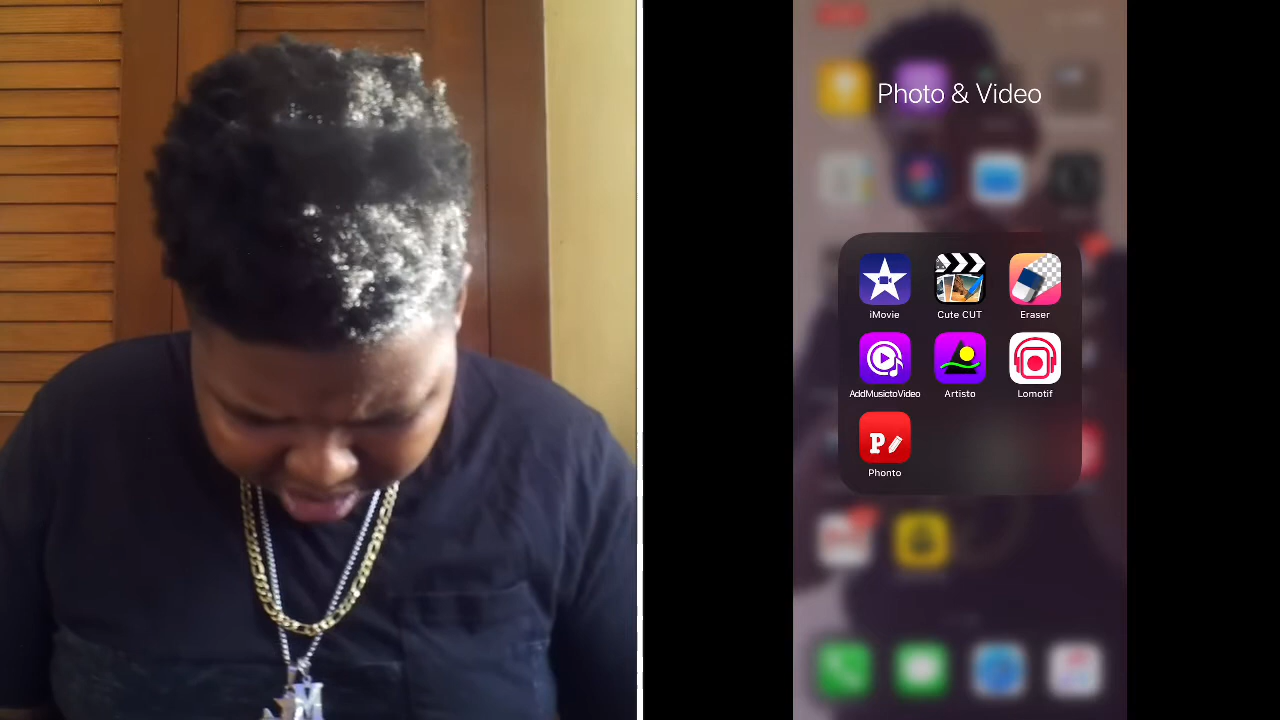 Photo & Video
iMovie
Cute CUT
Eraser
AddMusictoVideo
Artisto
Lomotif
P
Phonto